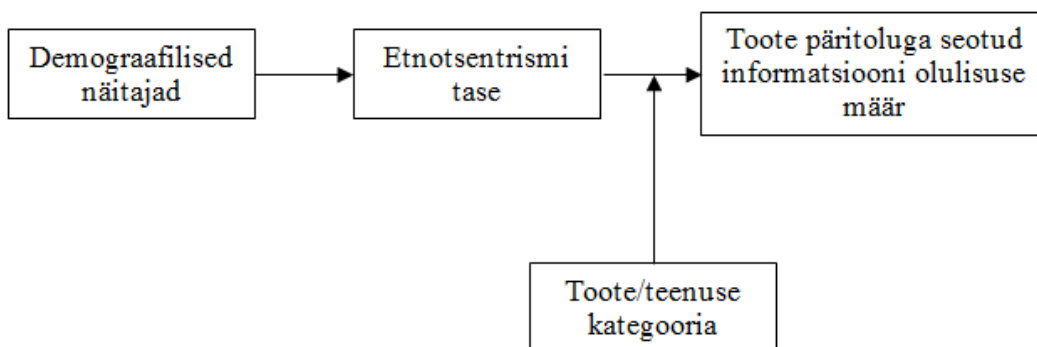 Demograafilised
näitajad
Etnotsentrismi
tase
Toote päritoluga seotud
informatsiooni olulisuse
määr
Toote/teenuse
kategooria